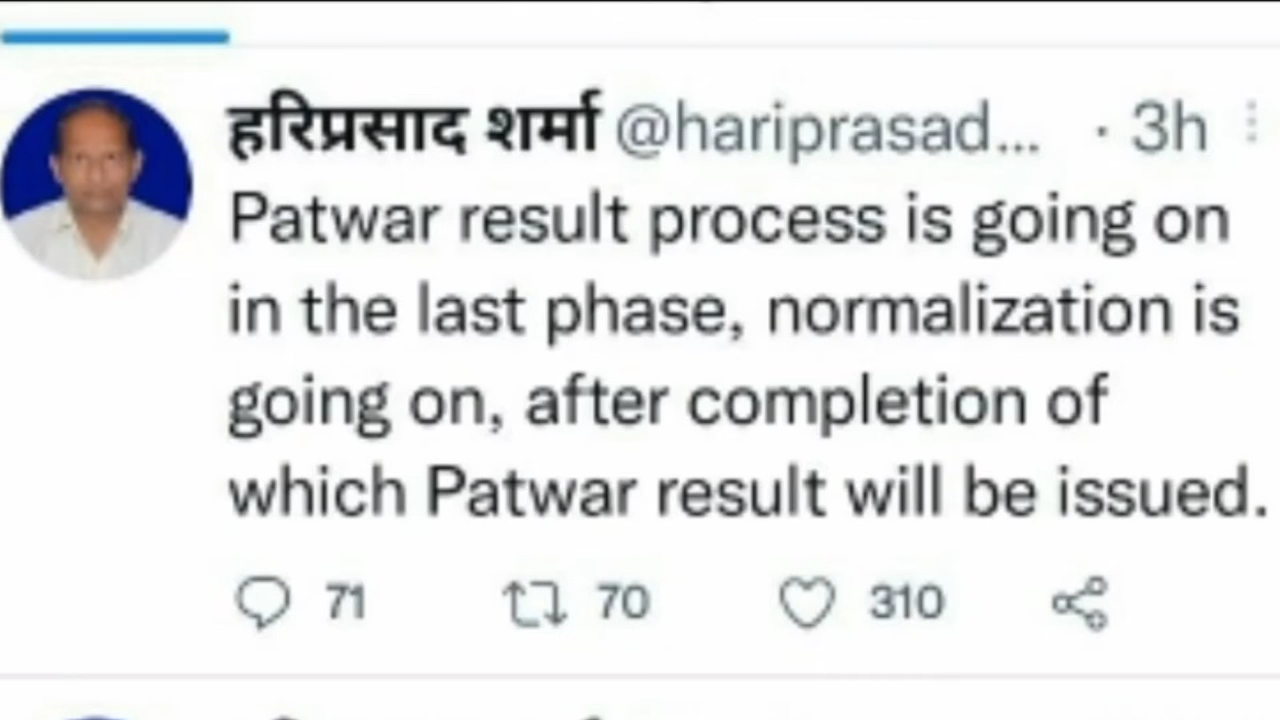 हरिप्रसाद शर्मा @hariprasad... · 3h
Patwar result process is going on
in the last phase, normalization is
going on, after completion of
which Patwar result will be issued.
71 70 310